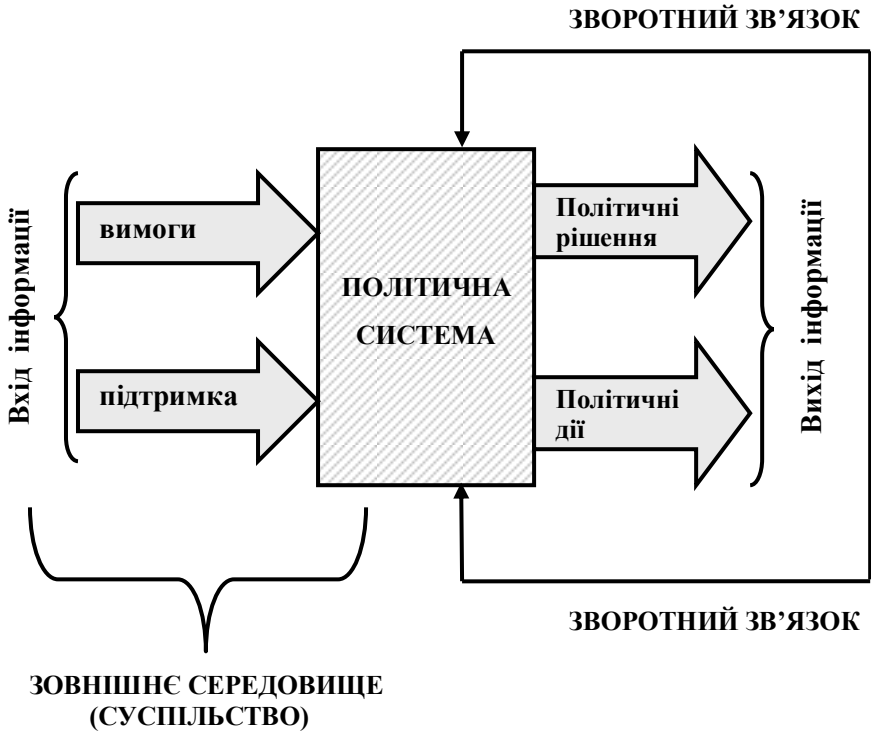 ЗВОРОТНИЙ ЗВ’ЯЗОК
Вхід інформації
вимоги
підтримка
ПОЛІТИЧНА
СИСТЕМА
Політичні
рішення
Політичні
дії
Вихід інформації
ЗВОРОТНИЙ ЗВ’ЯЗОК
ЗОВНІШНЄ СЕРЕДОВИЩЕ
(СУСПІЛЬСТВО)